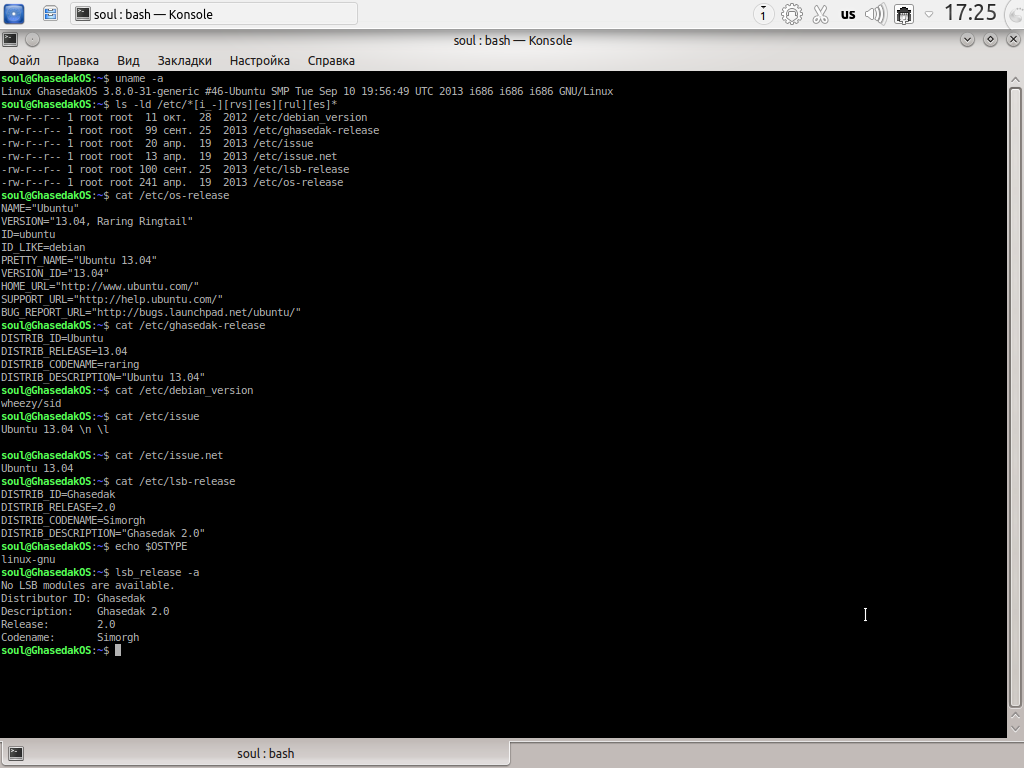 soul : bash — Konsole
1
us
17:25
soul : bash — Konsole
Файл Правка Вид Закладки Настройка Справка
soul@GhasedakOS:~$ uname -a
Linux GhasedakOS 3.8.0-31-generic #46-Ubuntu SMP Tue Sep 10 19:56:49 UTC 2013 i686 i686 i686 GNU/Linux
soul@GhasedakOS:~$ ls -ld /etc/*[i_-][rvs][es][rul][es]*
-rw-r--r-- 1 root root  11 окт.  28  2012 /etc/debian_version
-rw-r--r-- 1 root root  99 сент. 25  2013 /etc/ghasedak-release
-rw-r--r-- 1 root root  20 апр.  19  2013 /etc/issue
-rw-r--r-- 1 root root  13 апр.  19  2013 /etc/issue.net
-rw-r--r-- 1 root root 100 сент. 25  2013 /etc/lsb-release
-rw-r--r-- 1 root root 241 апр.  19  2013 /etc/os-release
soul@GhasedakOS:~$ cat /etc/os-release
NAME="Ubuntu"
VERSION="13.04, Raring Ringtail"
ID=ubuntu
ID_LIKE=debian
PRETTY_NAME="Ubuntu 13.04"
VERSION_ID="13.04"
HOME_URL="http://www.ubuntu.com/"
SUPPORT_URL="http://help.ubuntu.com/"
BUG_REPORT_URL="http://bugs.launchpad.net/ubuntu/"
soul@GhasedakOS:~$ cat /etc/ghasedak-release
DISTRIB_ID=Ubuntu
DISTRIB_RELEASE=13.04
DISTRIB_CODENAME=raring
DISTRIB_DESCRIPTION="Ubuntu 13.04"
soul@GhasedakOS:~$ cat /etc/debian_version
wheezy/sid
soul@GhasedakOS:~$ cat /etc/issue
Ubuntu 13.04 \n \l
soul@GhasedakOS:~$ cat /etc/issue.net
Ubuntu 13.04
soul@GhasedakOS:~$ cat /etc/lsb-release
DISTRIB_ID=Ghasedak
DISTRIB_RELEASE=2.0
DISTRIB_CODENAME=Simorgh
DISTRIB_DESCRIPTION="Ghasedak 2.0"
soul@GhasedakOS:~$ echo $OSTYPE
linux-gnu
soul@GhasedakOS:~$ lsb_release -a
No LSB modules are available.
Distributor ID: Ghasedak
Description:    Ghasedak 2.0
Release:        2.0
Codename:       Simorgh
soul@GhasedakOS:~$
soul : bash